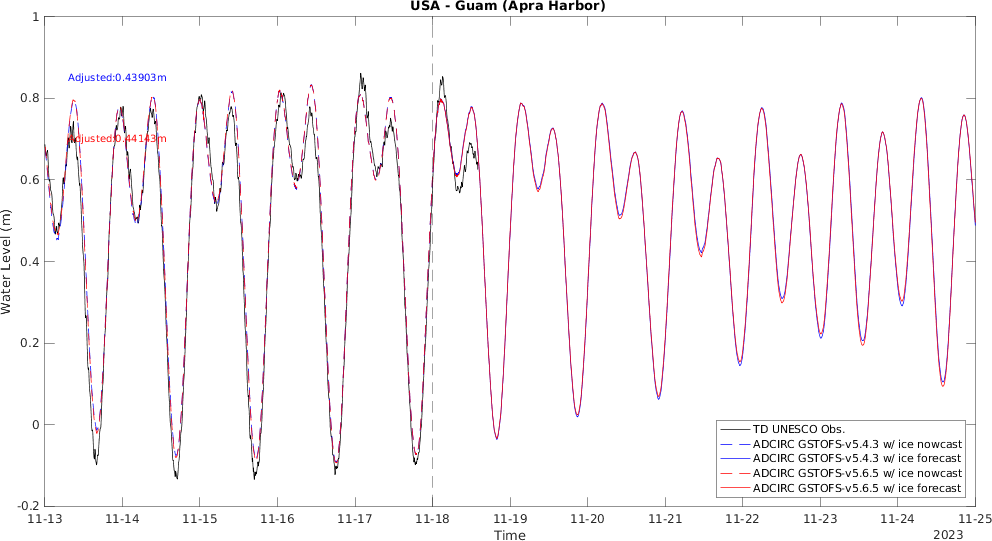 USA - Guam (Apra Harbor)
1
0.8
0.6
0.4
0.2
0
-0.2
Water Level (m)
Adjusted:0.43903m
Adjusted:0.44143m
TD UNESCO Obs.
ADCIRC GSTOFS-v5.4.3 w/ ice nowcast
ADCIRC GSTOFS-v5.4.3 w/ ice forecast
ADCIRC GSTOFS-v5.6.5 w/ ice nowcast
ADCIRC GSTOFS-v5.6.5 w/ ice forecast
11-13 11-14 11-15 11-16 11-17 11-18 11-19 11-20 11-21 11-22 11-23 11-24 11-25
Time
2023